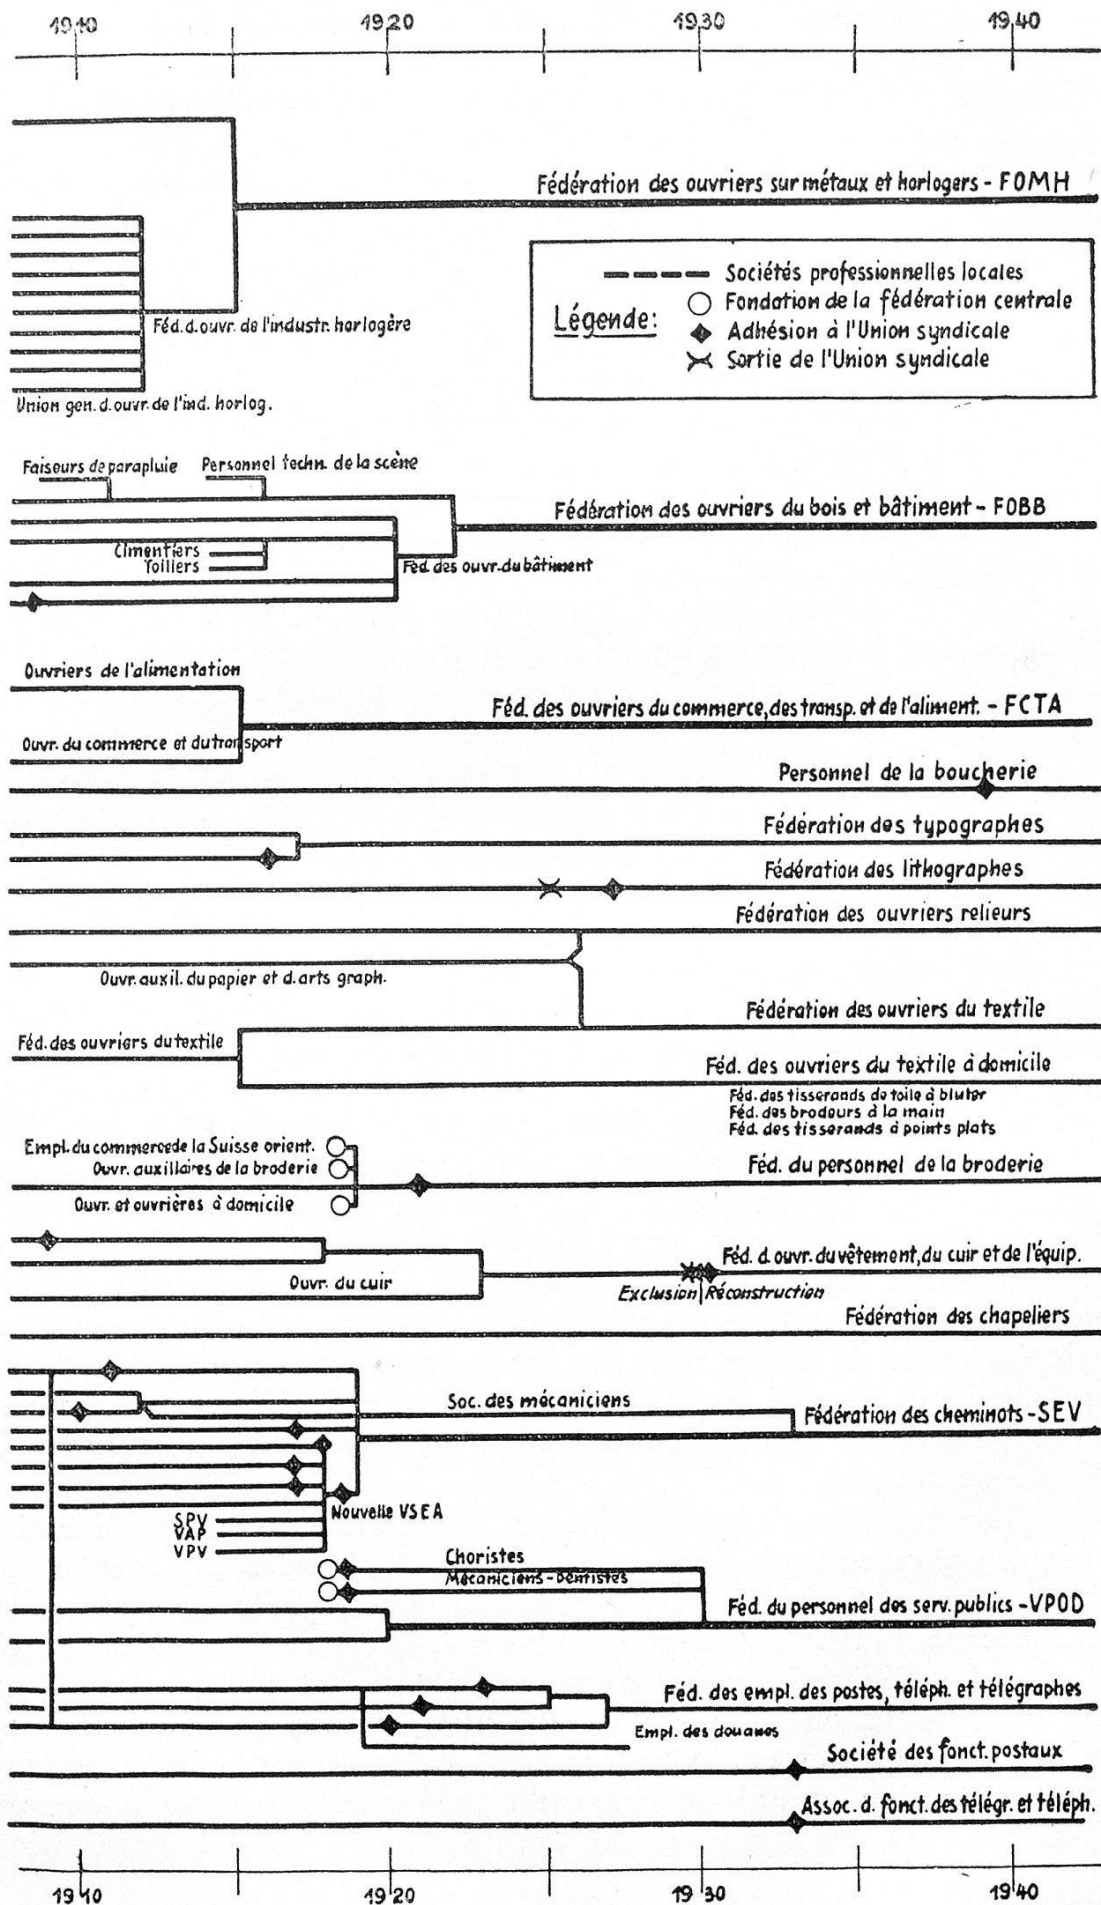 1910 1920 1930 1940
Fédération des ouvriers sur métaux et horlogers - FOMH
Sociétés professionnelles locales
Légende:
Fondation de la fédération centrale
Adhésion à l'Union syndicale
Sortie de l'Union syndicale
Féd. d. ouvr. de l'industr. horlogère
Union gen. d. ouvr. de l'ind. horlog.
Faiseurs de parapluie
Personnel techn. de la scène
Fédération des ouvriers du bois et bâtiment - FOBB
Cimentiers
Tolliers
Féd. des ouvr. du bâtiment
Ouvriers de l'alimentation
Féd. des ouvriers du commerce, des transp. et de l'aliment. - FCTA
Ouvr. du commerce et du transport
Personnel de la boucherie
Fédération des typographes
Fédération des lithographes
Fédération des ouvriers relieurs
Ouvr. auxil. du papier et d. arts graph.
Fédération des ouvriers du textile
Féd. des ouvriers du textile
Féd. des ouvriers du textile à domicile
Féd. des tisserands de toile à bluter
Féd. des brodeurs à la main
Féd. des tisserands à points plats
Empl. du commerce de la Suisse orient.
Ouvr. auxillaires de la broderie
Féd. du personnel de la broderie
Ouvr. et ouvrières à domicile
Féd. d. ouvr. du vêtement, du cuir et de l'équip.
Ouvr. du cuir
Exclusion Réconstruction
Fédération des chapeliers
Soc. des mécaniciens
Fédération des cheminots - SEV
Nouvelle VSEA
SPV
VAP
VPV
Choristes
Mécaniciens - Dentistes
Féd. du personnel des serv. publics - VPOD
Féd. des empl. des postes, téléph. et télégraphes
Empl. des douanes
Société des fonct. postaux
Assoc. d. fonct. des télégr. et téléph.
1910 1920 1930 1940